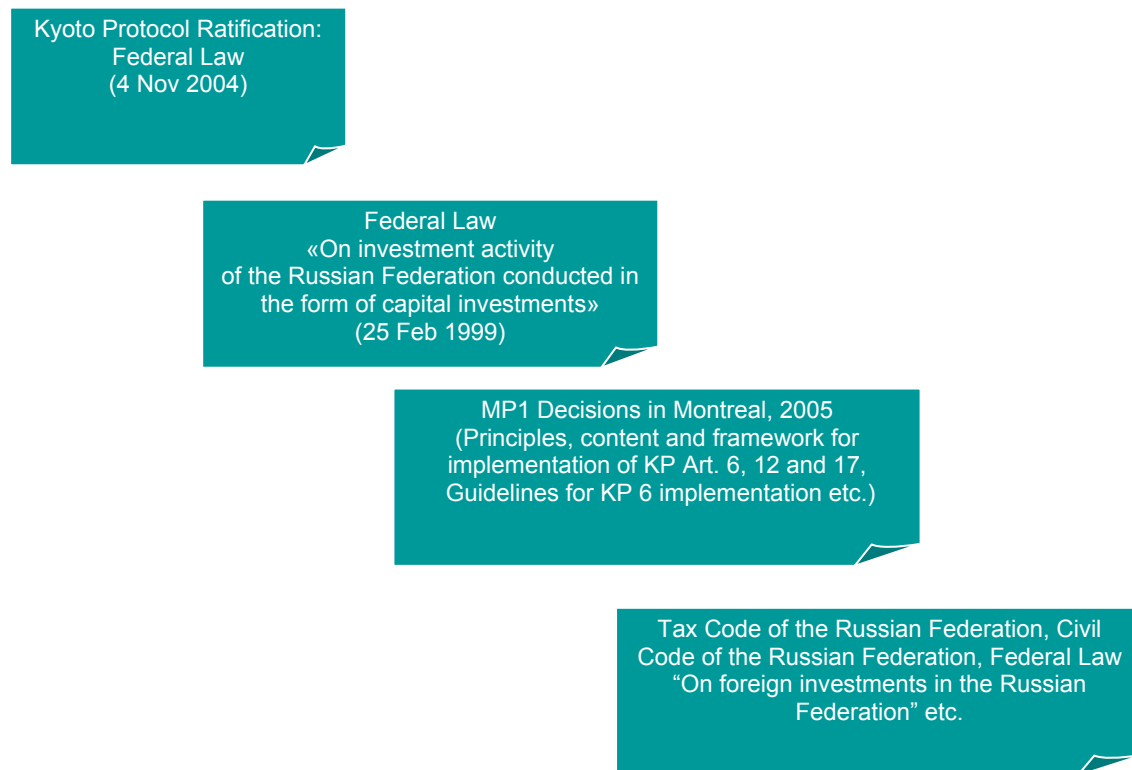 Kyoto Protocol Ratification:
Federal Law
(4 Nov 2004)
Federal Law
«On investment activity
of the Russian Federation conducted in
the form of capital investments»
(25 Feb 1999)
MP1 Decisions in Montreal, 2005
(Principles, content and framework for
implementation of KP Art. 6, 12 and 17,
Guidelines for KP 6 implementation etc.)
Tax Code of the Russian Federation, Civil
Code of the Russian Federation, Federal Law
“On foreign investments in the Russian
Federation” etc.